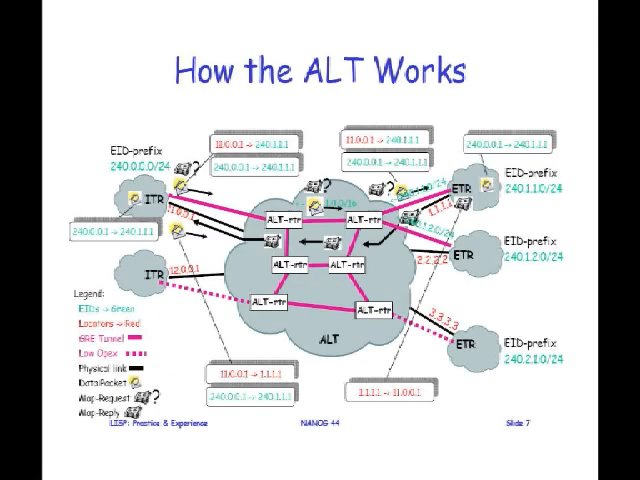 How the ALT Works
EID-prefix
240.0.0.0/24
11.0.0.1 -> 240.1.1.1
240.0.0.1 -> 240.1.1.1
11.0.0.1 -> 240.1.1.1
240.0.0.1 -> 240.1.1.1
240.0.0.1 -> 240.1.1.1
EID-prefix
240.1.1.0/24
?
?
?
ITR
ETR
11.0.0.1
240.0.0.1 -> 240.1.1.1
ALT-rtr
ALT-rtr
EID-prefix
240.1.2.0/24
ETR
2.2.2.2
ITR
12.0.0.1
ALT-rtr
ALT-rtr
ALT-rtr
ALT-rtr
3.3.3.3
ALT
ETR
EID-prefix
240.2.1.0/24
Legend:
EIDs -> Green
Locators -> Red
GRE Tunnel
Low Opex
Physical link
Data Packet
Map-Request ?
Map-Reply
11.0.0.1 -> 1.1.1.1
240.0.0.1 -> 240.1.1.1
1.1.1.1 -> 11.0.0.1
LISP: Practice & Experience
NANOG 44
Slide 7